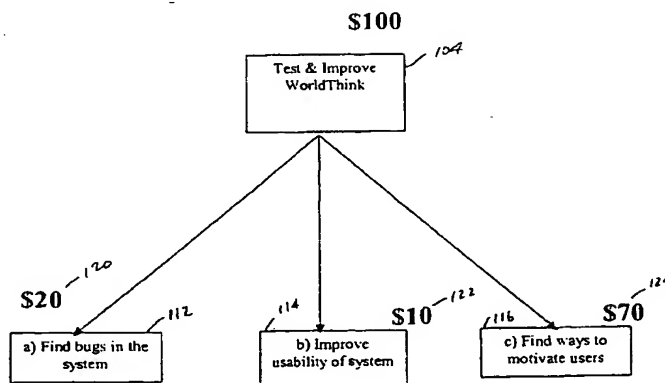 $100
104
Test & Improve
WorldThink
120
$20
112
a) Find bugs in the
system
114
$10
122
b) Improve
usability of system
116
$70
c) Find ways to
motivate users